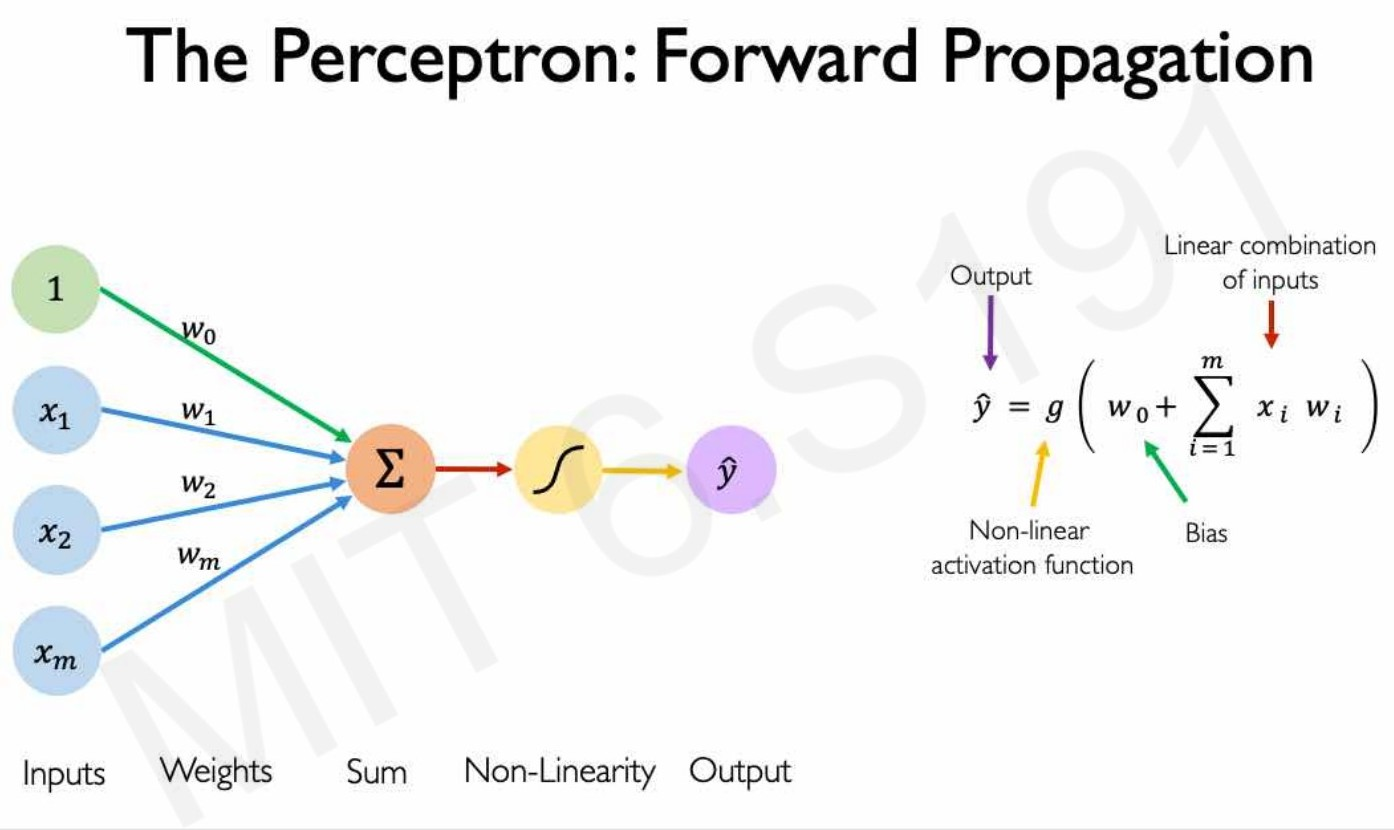 The Perceptron: Forward Propagation
1
x₁
x₂
xₘ
w₀
w₁
w₂
wₘ
Σ
∫
ŷ
Inputs
Weights
Sum
Non-Linearity
Output
Output
Linear combination
of inputs
ŷ = g ( w₀ + ∑ᵢ₌₁ᵐ xᵢ wᵢ )
Non-linear
activation function
Bias
MIT 6.S191